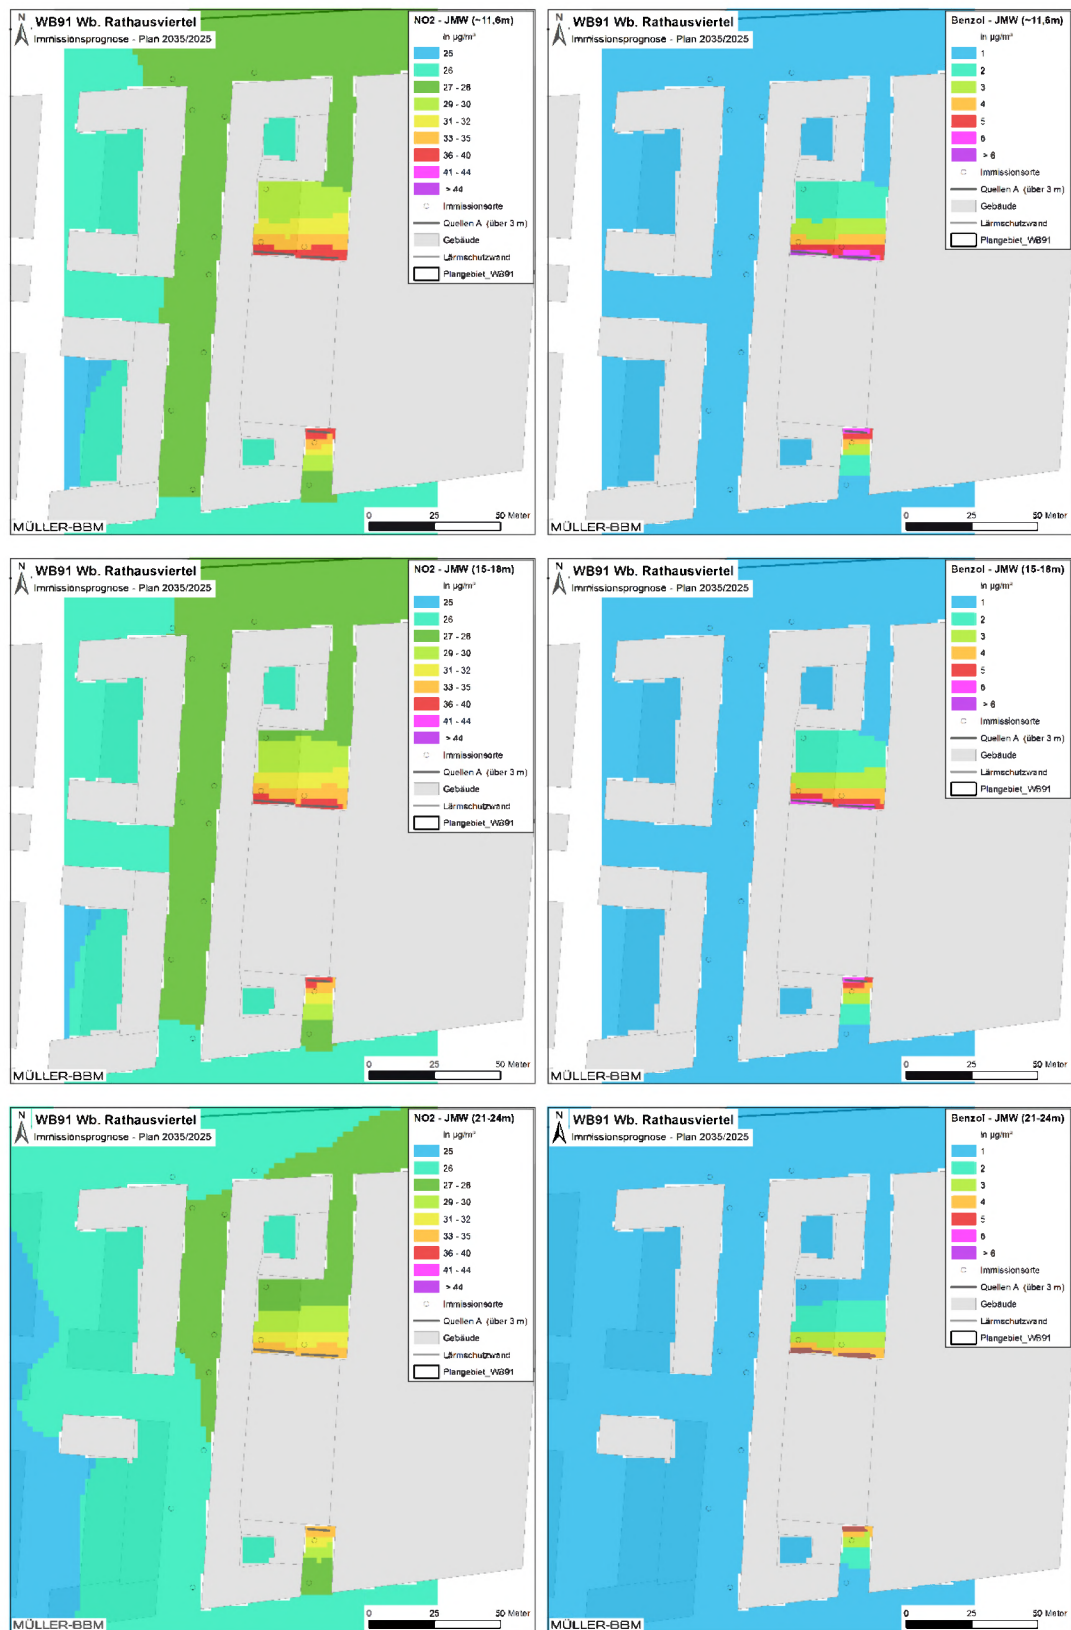 N
WB91 Wb. Rathausviertel
Immissionsprognose - Plan 2035/2025
NO2 - JMW (~11,6m)
in µg/m³
25
26
27 - 28
29 - 30
31 - 32
33 - 35
36 - 40
41 - 44
> 44
Immissionsorte
Quellen A (über 3 m)
Gebäude
Lärmschutzwand
Plangebiet_WB91
0 25 50 Meter
MÜLLER-BBM
N
WB91 Wb. Rathausviertel
Immissionsprognose - Plan 2035/2025
Benzol - JMW (~11,6m)
in µg/m³
1
2
3
4
5
6
> 6
Immissionsorte
Quellen A (über 3 m)
Gebäude
Lärmschutzwand
Plangebiet_WB91
0 25 50 Meter
MÜLLER-BBM
N
WB91 Wb. Rathausviertel
Immissionsprognose - Plan 2035/2025
NO2 - JMW (15-18m)
in µg/m³
25
26
27 - 28
29 - 30
31 - 32
33 - 35
36 - 40
41 - 44
> 44
Immissionsorte
Quellen A (über 3 m)
Gebäude
Lärmschutzwand
Plangebiet_WB91
0 25 50 Meter
MÜLLER-BBM
N
WB91 Wb. Rathausviertel
Immissionsprognose - Plan 2035/2025
Benzol - JMW (15-18m)
in µg/m³
1
2
3
4
5
6
> 6
Immissionsorte
Quellen A (über 3 m)
Gebäude
Lärmschutzwand
Plangebiet_WB91
0 25 50 Meter
MÜLLER-BBM
N
WB91 Wb. Rathausviertel
Immissionsprognose - Plan 2035/2025
NO2 - JMW (21-24m)
in µg/m³
25
26
27 - 28
29 - 30
31 - 32
33 - 35
36 - 40
41 - 44
> 44
Immissionsorte
Quellen A (über 3 m)
Gebäude
Lärmschutzwand
Plangebiet_WB91
0 25 50 Meter
MÜLLER-BBM
N
WB91 Wb. Rathausviertel
Immissionsprognose - Plan 2035/2025
Benzol - JMW (21-24m)
in µg/m³
1
2
3
4
5
6
> 6
Immissionsorte
Quellen A (über 3 m)
Gebäude
Lärmschutzwand
Plangebiet_WB91
0 25 50 Meter
MÜLLER-BBM